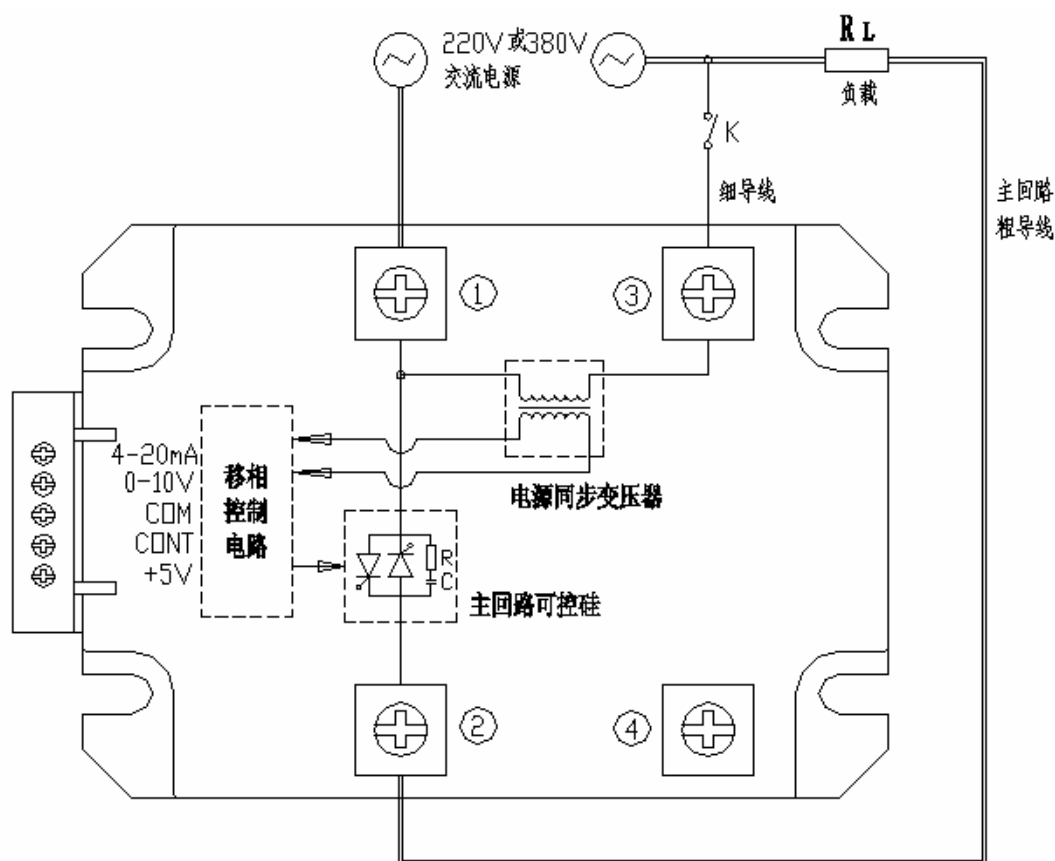 220V或380V
交流电源
RL
负载
K
细导线
主回路
粗导线
①
③
4-20mA
0-10V
COM
CONT
+5V
移相
控制
电路
电源同步变压器
R
C
主回路可控硅
②
④